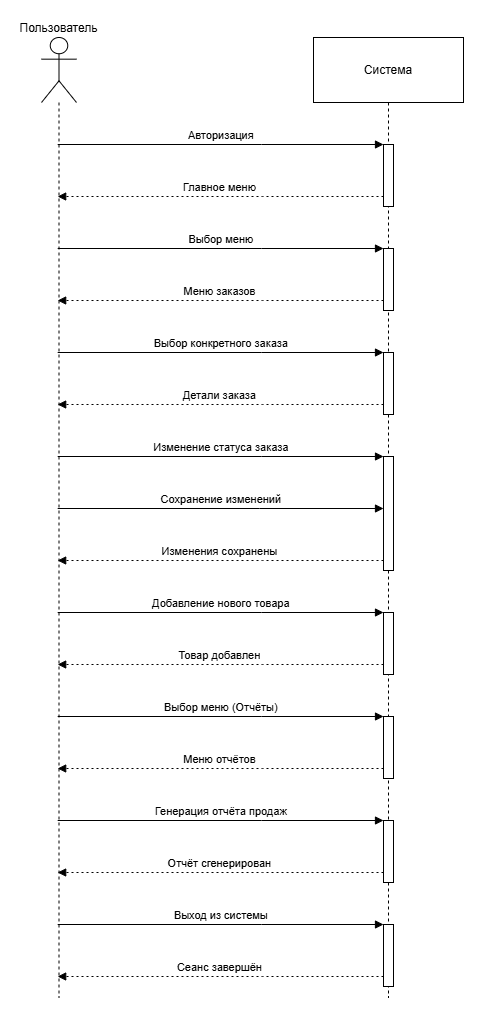 Пользователь
Система
Авторизация
Главное меню
Выбор меню
Меню заказов
Выбор конкретного заказа
Детали заказа
Изменение статуса заказа
Сохранение изменений
Изменения сохранены
Добавление нового товара
Товар добавлен
Выбор меню (Отчёты)
Меню отчётов
Генерация отчёта продаж
Отчёт сгенерирован
Выход из системы
Сеанс завершён